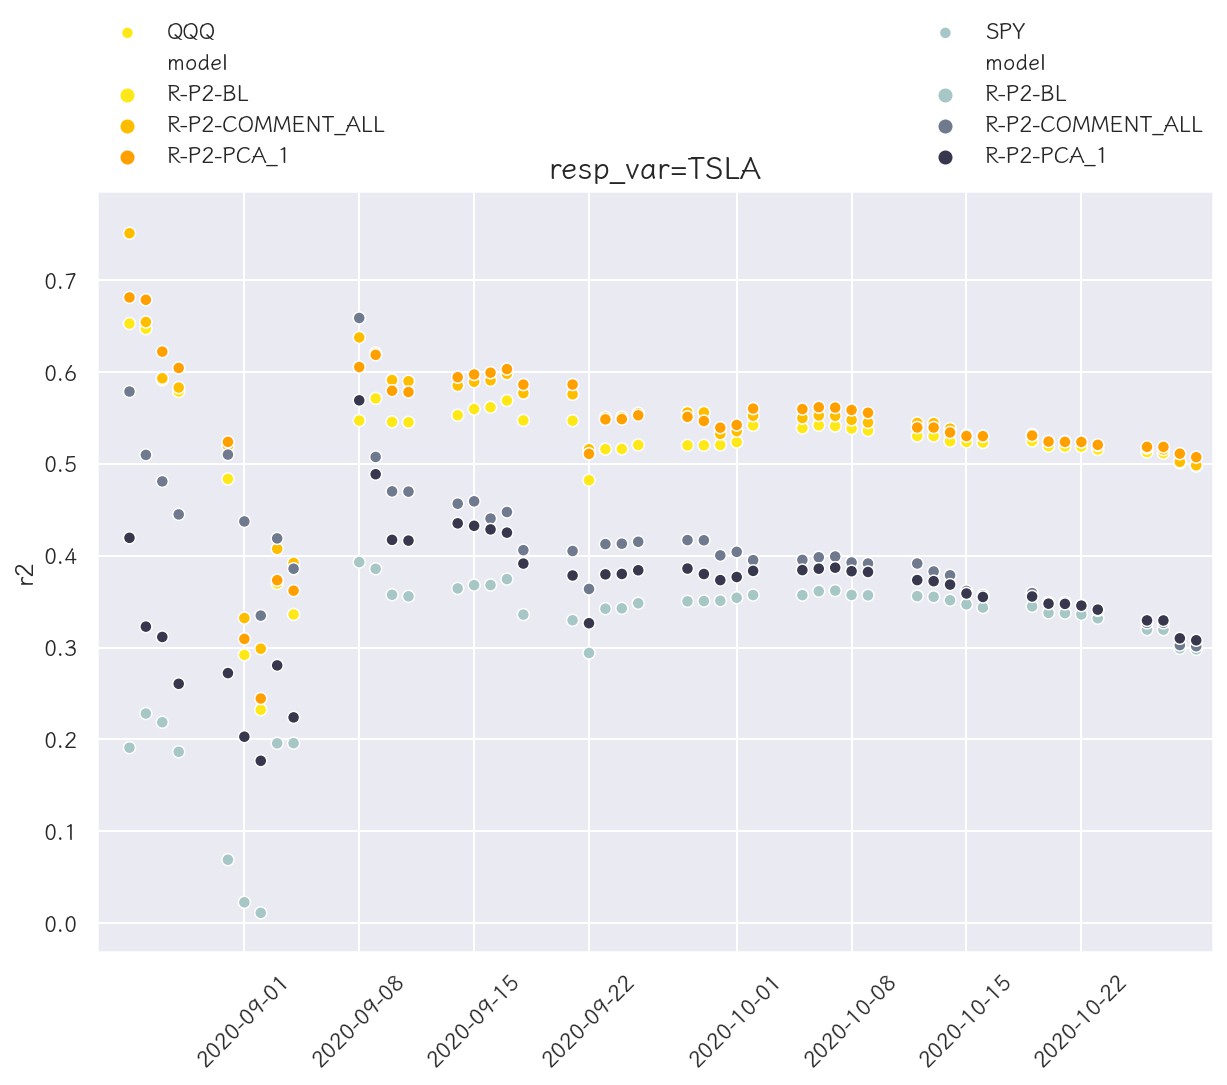 QQQ
model
R-P2-BL
R-P2-COMMENT_ALL
R-P2-PCA_1
SPY
model
R-P2-BL
R-P2-COMMENT_ALL
R-P2-PCA_1
resp_var=TSLA
r2
0.7
0.6
0.5
0.4
0.3
0.2
0.1
0.0
2020-09-01
2020-09-08
2020-09-15
2020-09-22
2020-10-01
2020-10-08
2020-10-15
2020-10-22